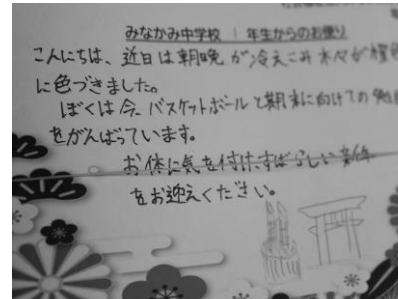 みなかみ中学校 1年生からのお便り
こんにちは、近日は朝晩が冷えこみ木々が
に色づきました。
ぼくは今、バスケットボールと期末に向けての勉
をがんばっています。
お体に気を付け、すばらしい新年
をお迎えください。